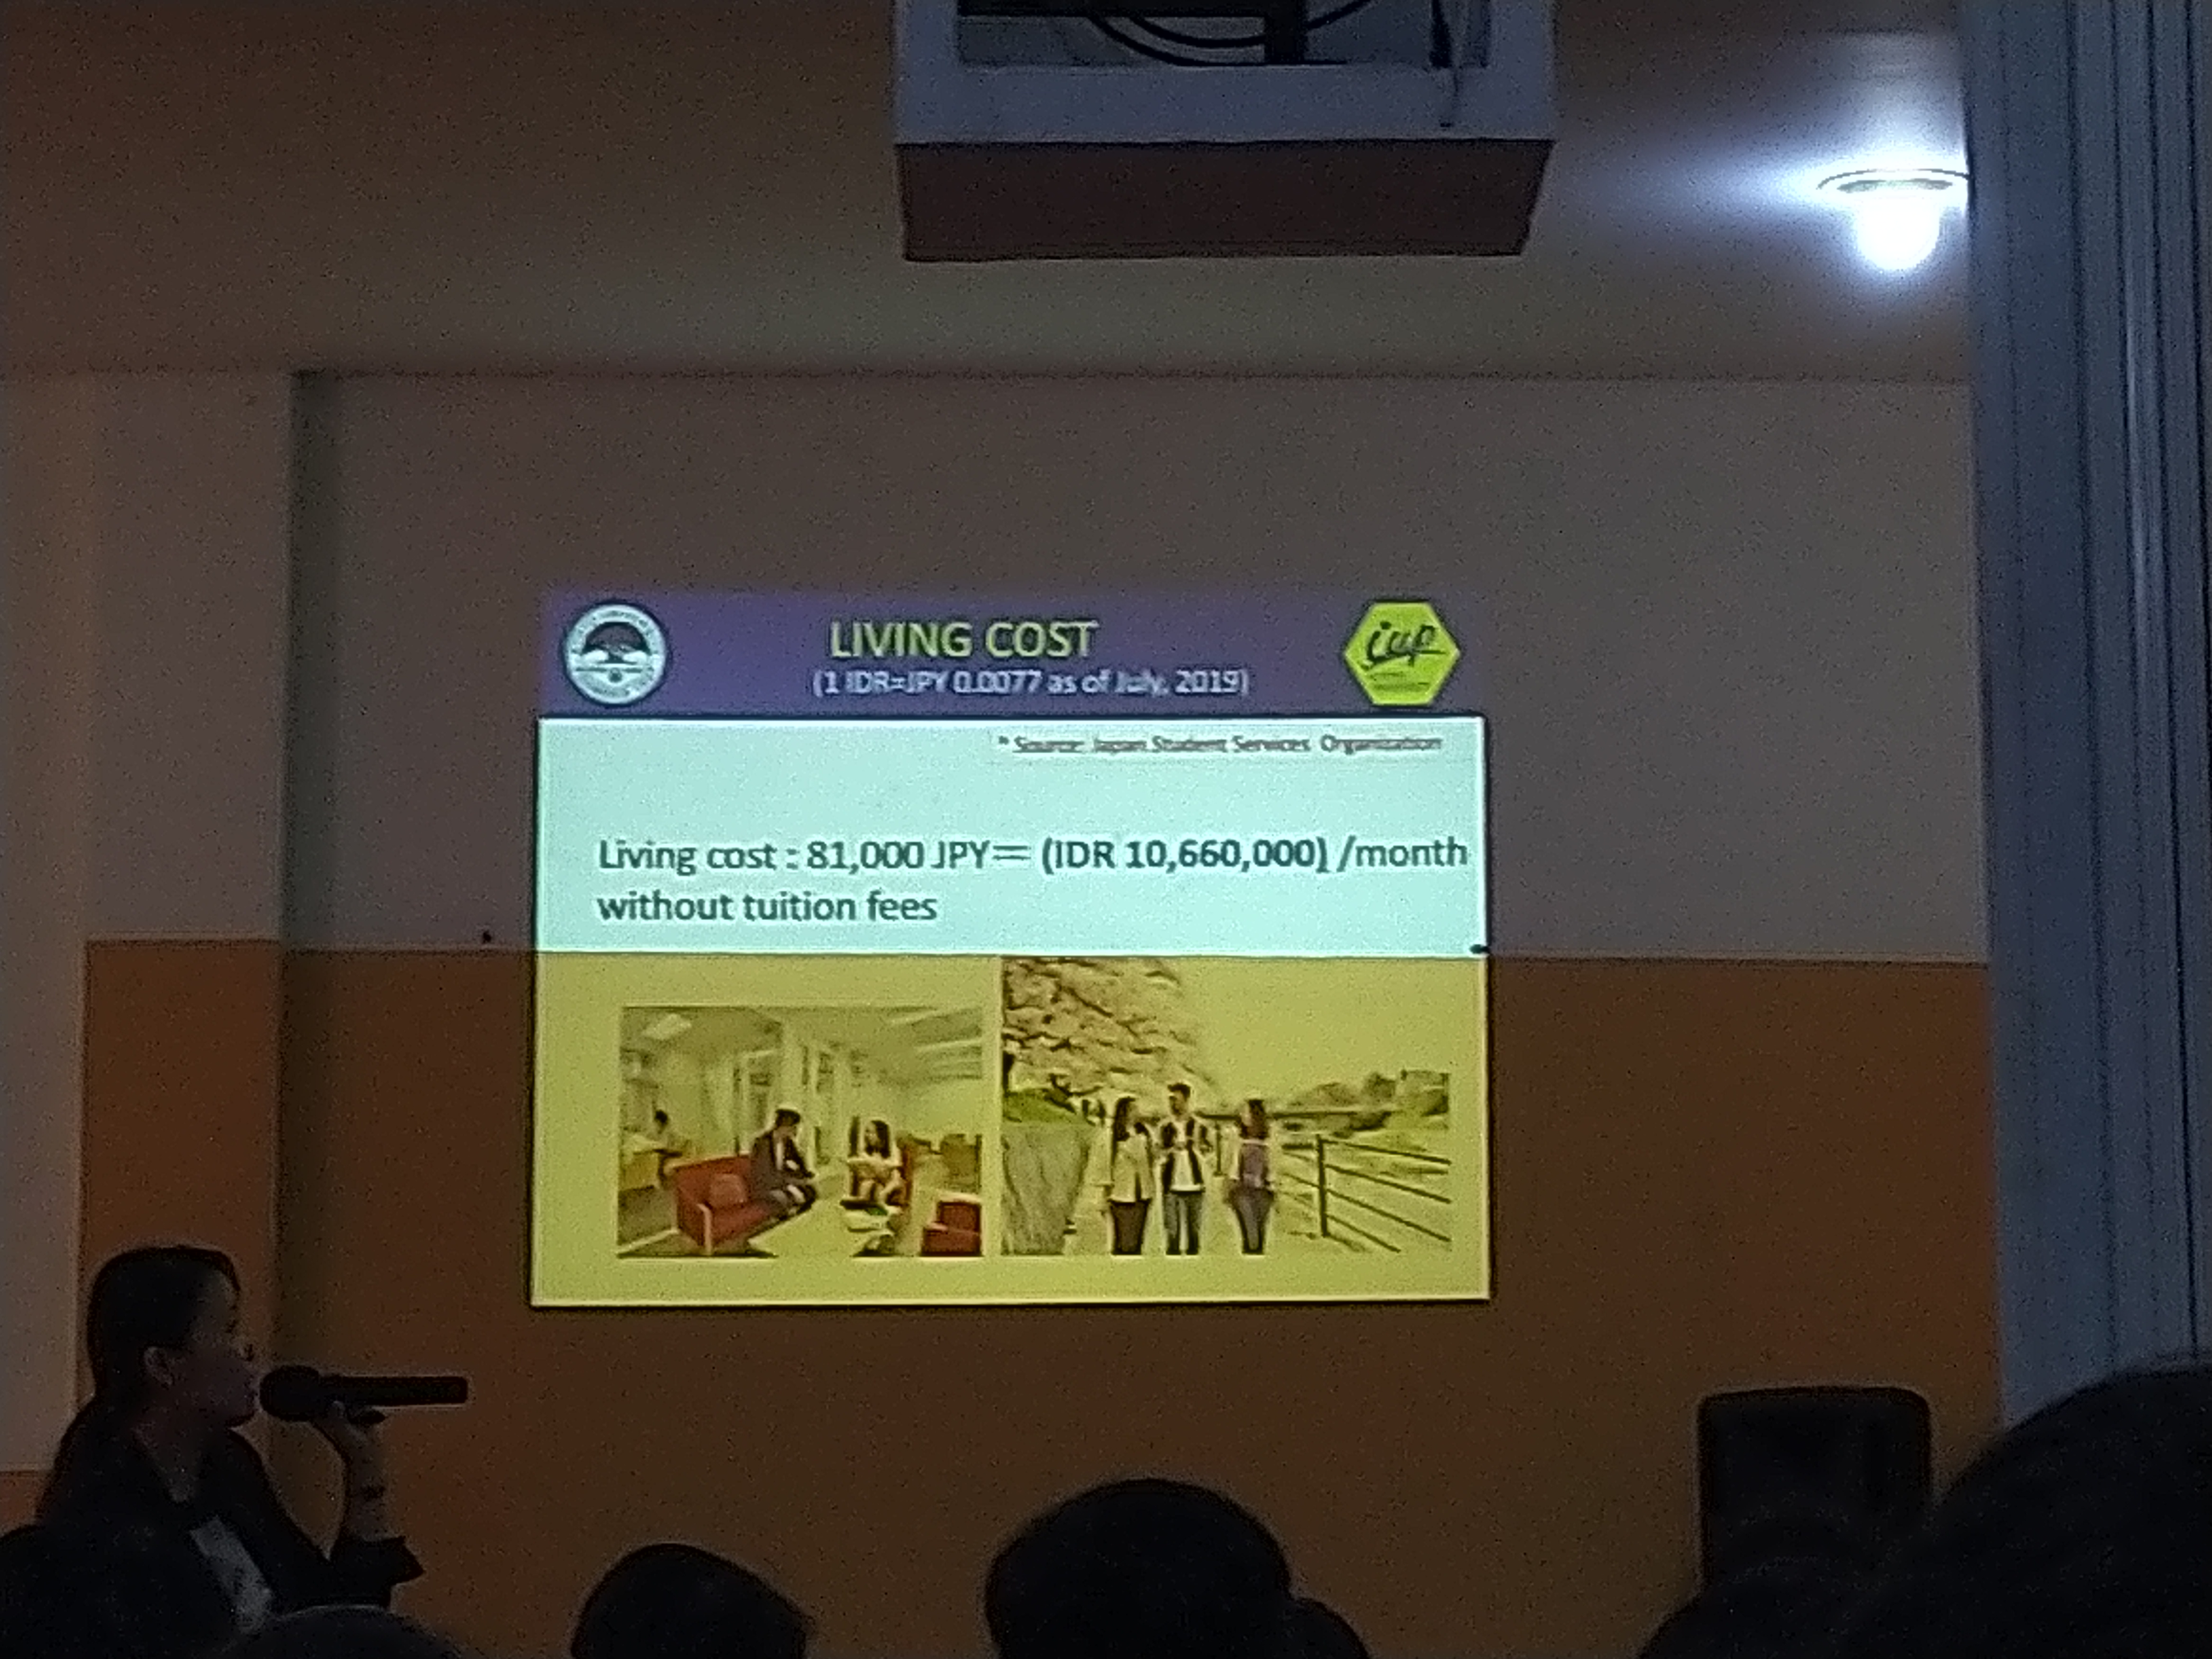 LIVING COST
(1 IDR=JPY 0.0077 as of July, 2019)
iup
* Source: Japan Student Services Organization
Living cost : 81,000 JPY= (IDR 10,660,000) /month
without tuition fees